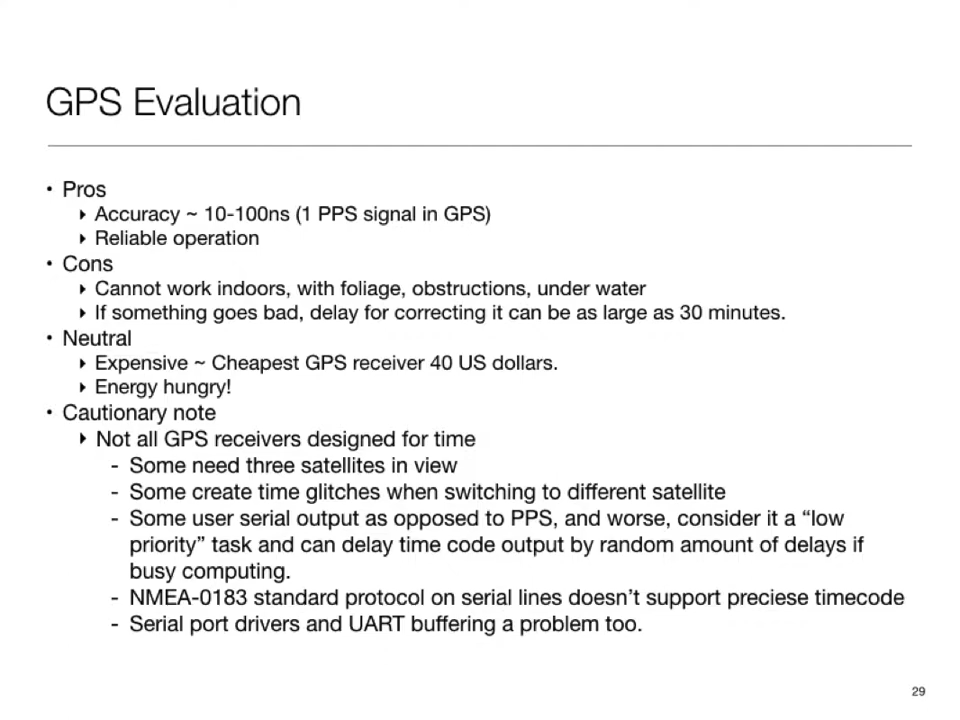 GPS Evaluation
• Pros
‣ Accuracy ~ 10-100ns (1 PPS signal in GPS)
‣ Reliable operation
• Cons
‣ Cannot work indoors, with foliage, obstructions, under water
‣ If something goes bad, delay for correcting it can be as large as 30 minutes.
• Neutral
‣ Expensive ~ Cheapest GPS receiver 40 US dollars.
‣ Energy hungry!
• Cautionary note
‣ Not all GPS receivers designed for time
- Some need three satellites in view
- Some create time glitches when switching to different satellite
- Some user serial output as opposed to PPS, and worse, consider it a “low
priority” task and can delay time code output by random amount of delays if
busy computing.
- NMEA-0183 standard protocol on serial lines doesn’t support preciese timecode
- Serial port drivers and UART buffering a problem too.
29